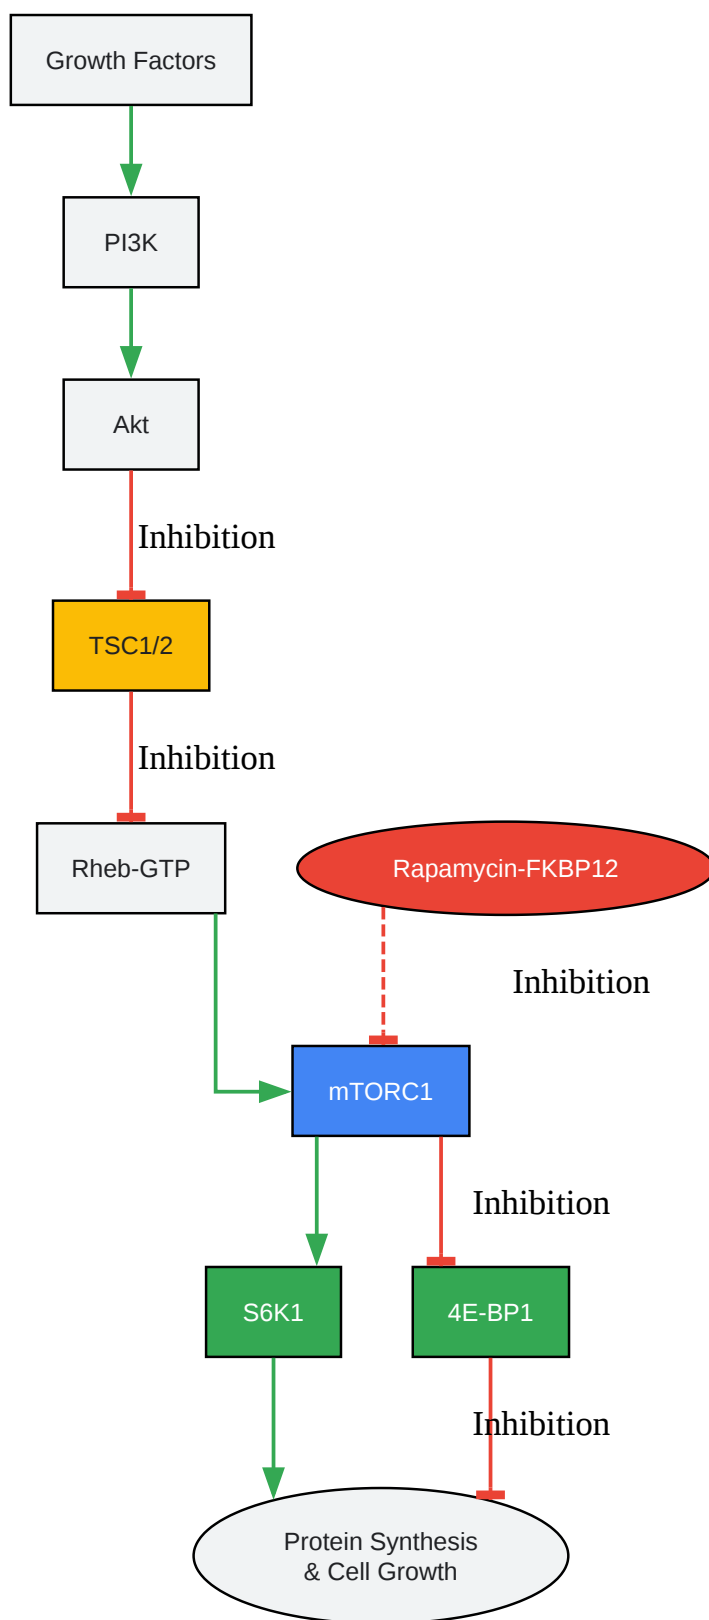 Growth Factors
PI3K
Akt
Inhibition
TSC1/2
Inhibition
Rheb-GTP
Rapamycin-FKBP12
Inhibition
mTORC1
Inhibition
S6K1
4E-BP1
Inhibition
Protein Synthesis
& Cell Growth